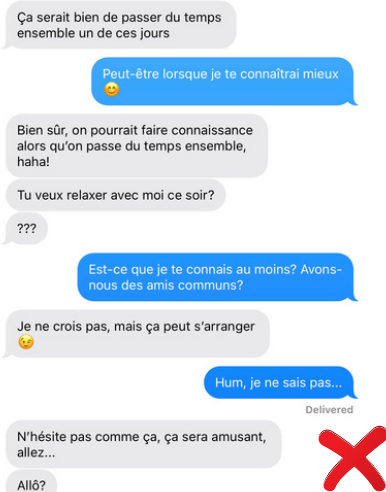 Ça serait bien de passer du temps
ensemble un de ces jours
Peut-être lorsque je te connaîtrai mieux
😊
Bien sûr, on pourrait faire connaissance
alors qu’on passe du temps ensemble,
haha!
Tu veux relaxer avec moi ce soir?
???
Est-ce que je te connais au moins? Avons-
nous des amis communs?
Je ne crois pas, mais ça peut s’arranger
😉
Hum, je ne sais pas...
Delivered
N’hésite pas comme ça, ça sera amusant,
allez...
Allô?